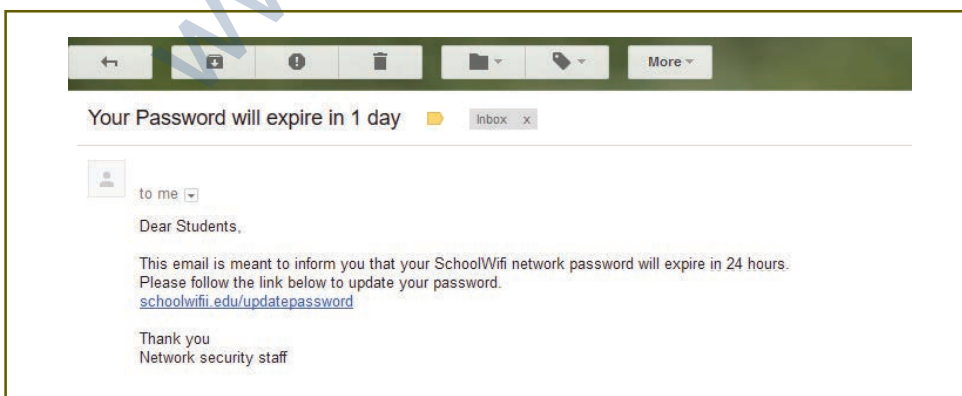 More
Your Password will expire in 1 day Inbox x
to me
Dear Students,
This email is meant to inform you that your SchoolWifi network password will expire in 24 hours.
Please follow the link below to update your password.
schoolwifii.edu/updatepassword
Thank you
Network security staff